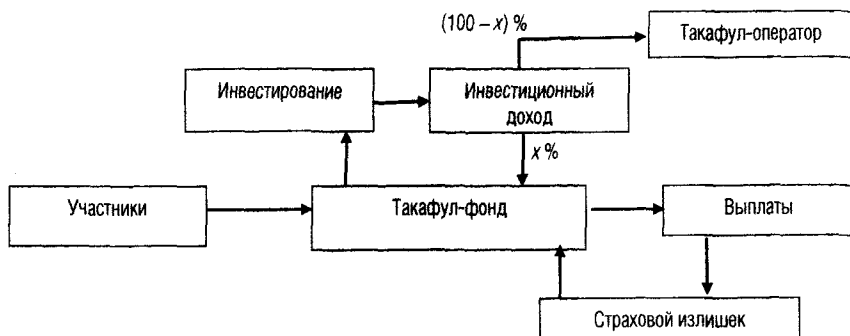 (100 – x) %
Такафул-оператор
Инвестирование
Инвестиционный
доход
x %
Участники
Такафул-фонд
Выплаты
Страховой излишек